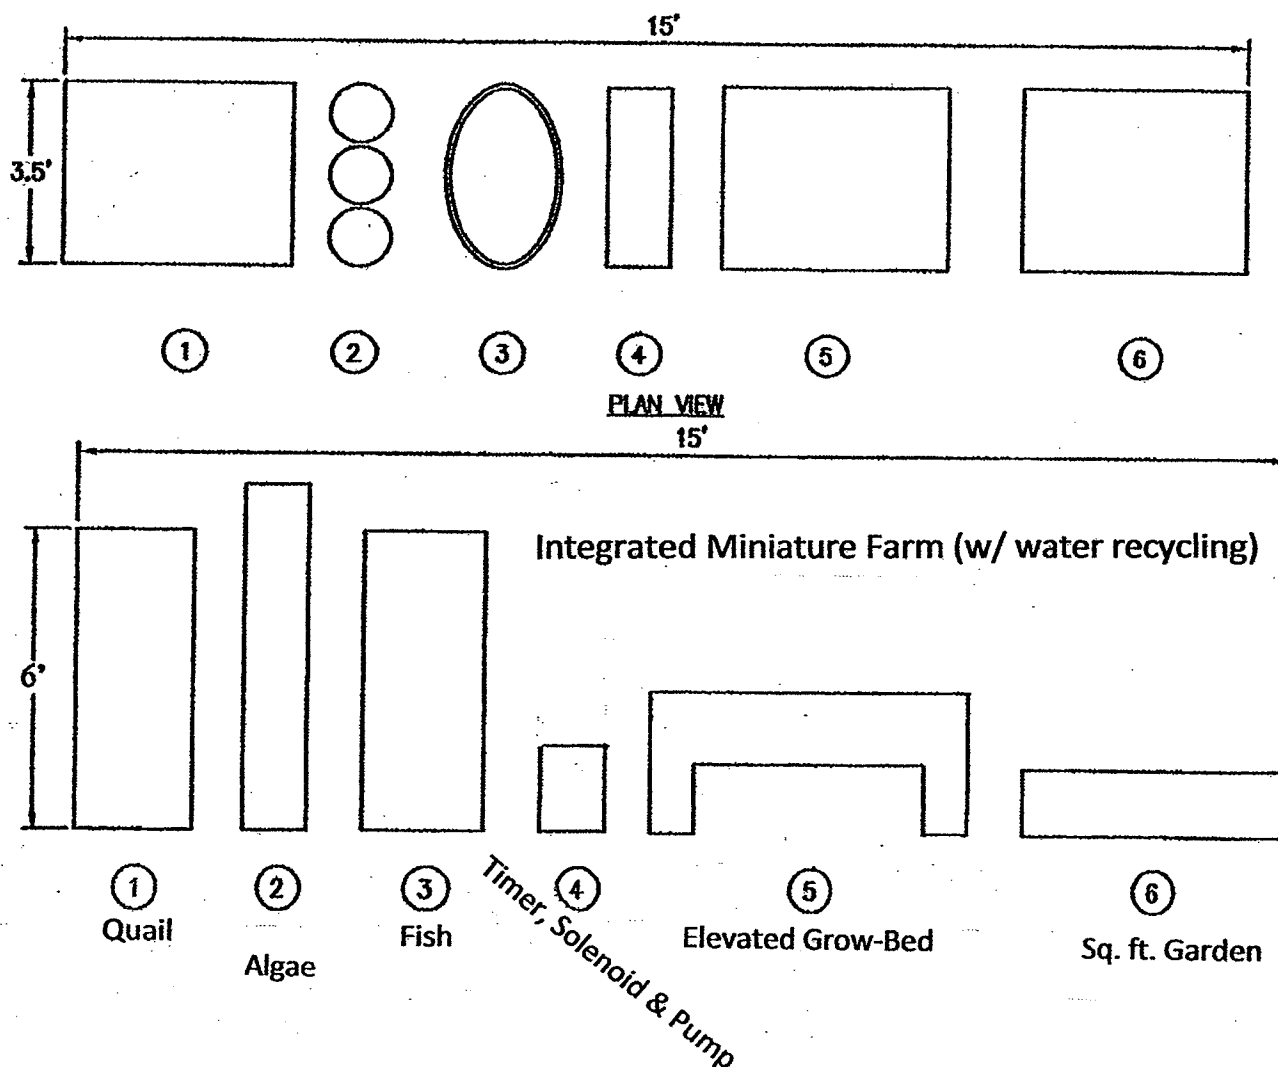 15'
3.5'
1 2 3 4 5 6
PLAN VIEW
15'
Integrated Miniature Farm (w/ water recycling)
6'
1 2 3 4 5 6
Quail
Algae
Fish
Timer, Solenoid & Pump
Elevated Grow-Bed
Sq. ft. Garden